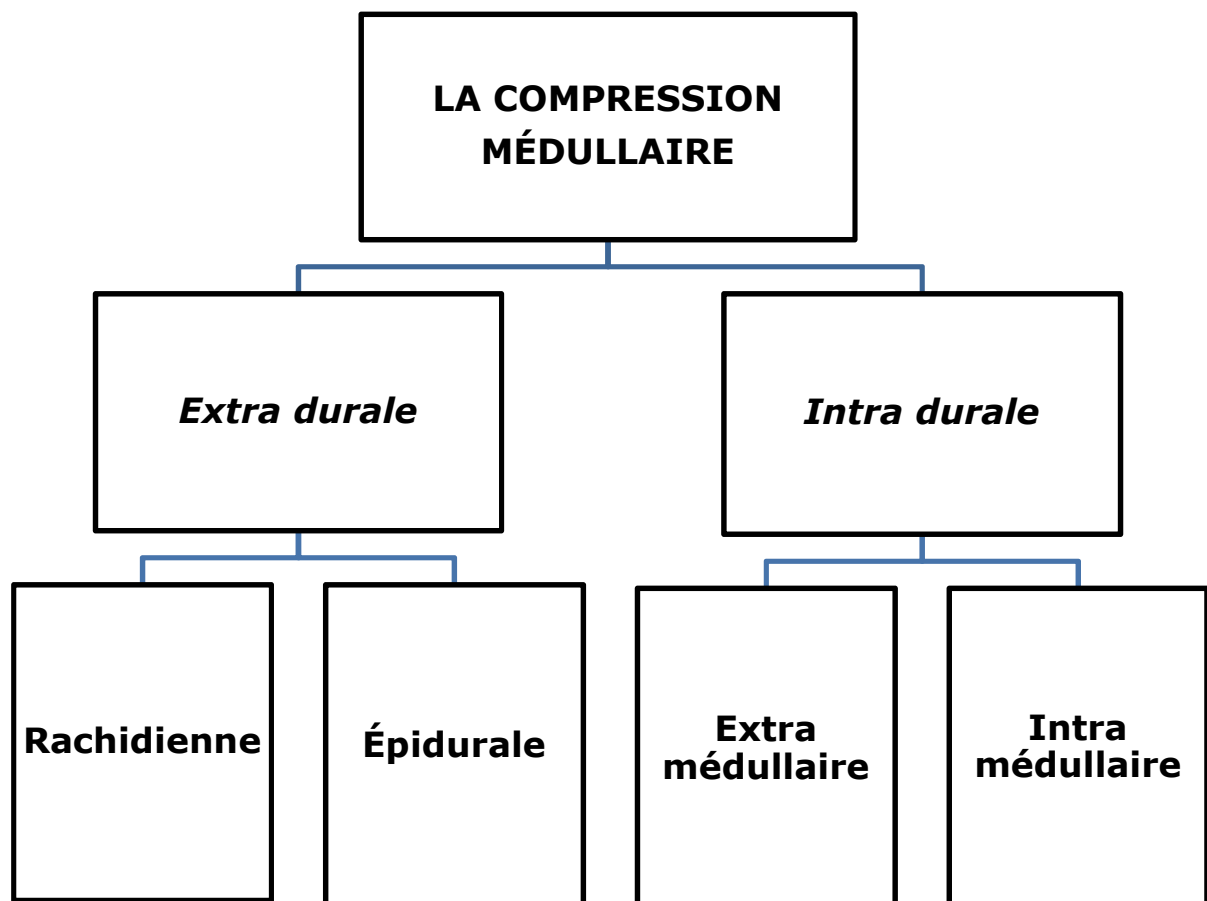 LA COMPRESSION
MÉDULLAIRE
Extra durale
Intra durale
Rachidienne
Épidurale
Extra
médullaire
Intra
médullaire